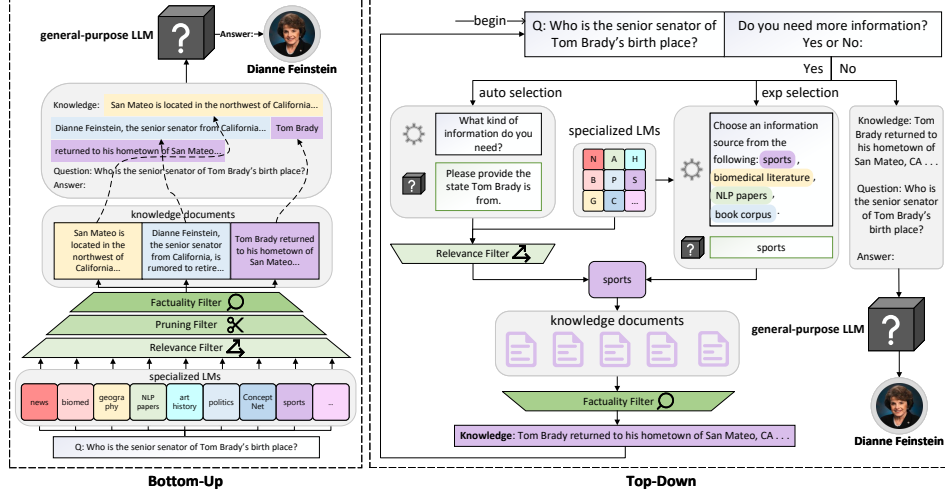 general-purpose LLM
?
Answer:
Dianne Feinstein
Knowledge: San Mateo is located in the northwest of California...
Dianne Feinstein, the senior senator from California... Tom Brady
returned to his hometown of San Mateo...
Question: Who is the senior senator of Tom Brady's birth place?
Answer:
knowledge documents
San Mateo
is located in the
northwest of
California...
Dianne Feinstein,
the senior senator
from California, is
rumored to retire...
Tom Brady returned
to his hometown of
San Mateo...
Factuality Filter
Pruning Filter
Relevance Filter
specialized LMs
news
biomed
geogra
phy
NLP
papers
art
history
politics
Concept
Net
sports
...
Q: Who is the senior senator of Tom Brady's birth place?
Bottom-Up
begin
Q: Who is the senior senator of
Tom Brady's birth place?
Do you need more information?
Yes or No:
Yes
No
auto selection
What kind of
information do you
need?
?
Please provide the
state Tom Brady is
from.
specialized LMs
N A H
B P S
G C ...
exp selection
Choose an information
source from the
following: sports,
biomedical literature,
NLP papers,
book corpus.
?
sports
Relevance Filter
sports
knowledge documents
Factuality Filter
Knowledge: Tom Brady returned to his hometown of San Mateo, CA . . .
Knowledge: Tom
Brady returned to
his hometown of
San Mateo, CA . . .
Question: Who is
the senior senator
of Tom Brady's
birth place?
Answer:
general-purpose LLM
?
Dianne Feinstein
Top-Down